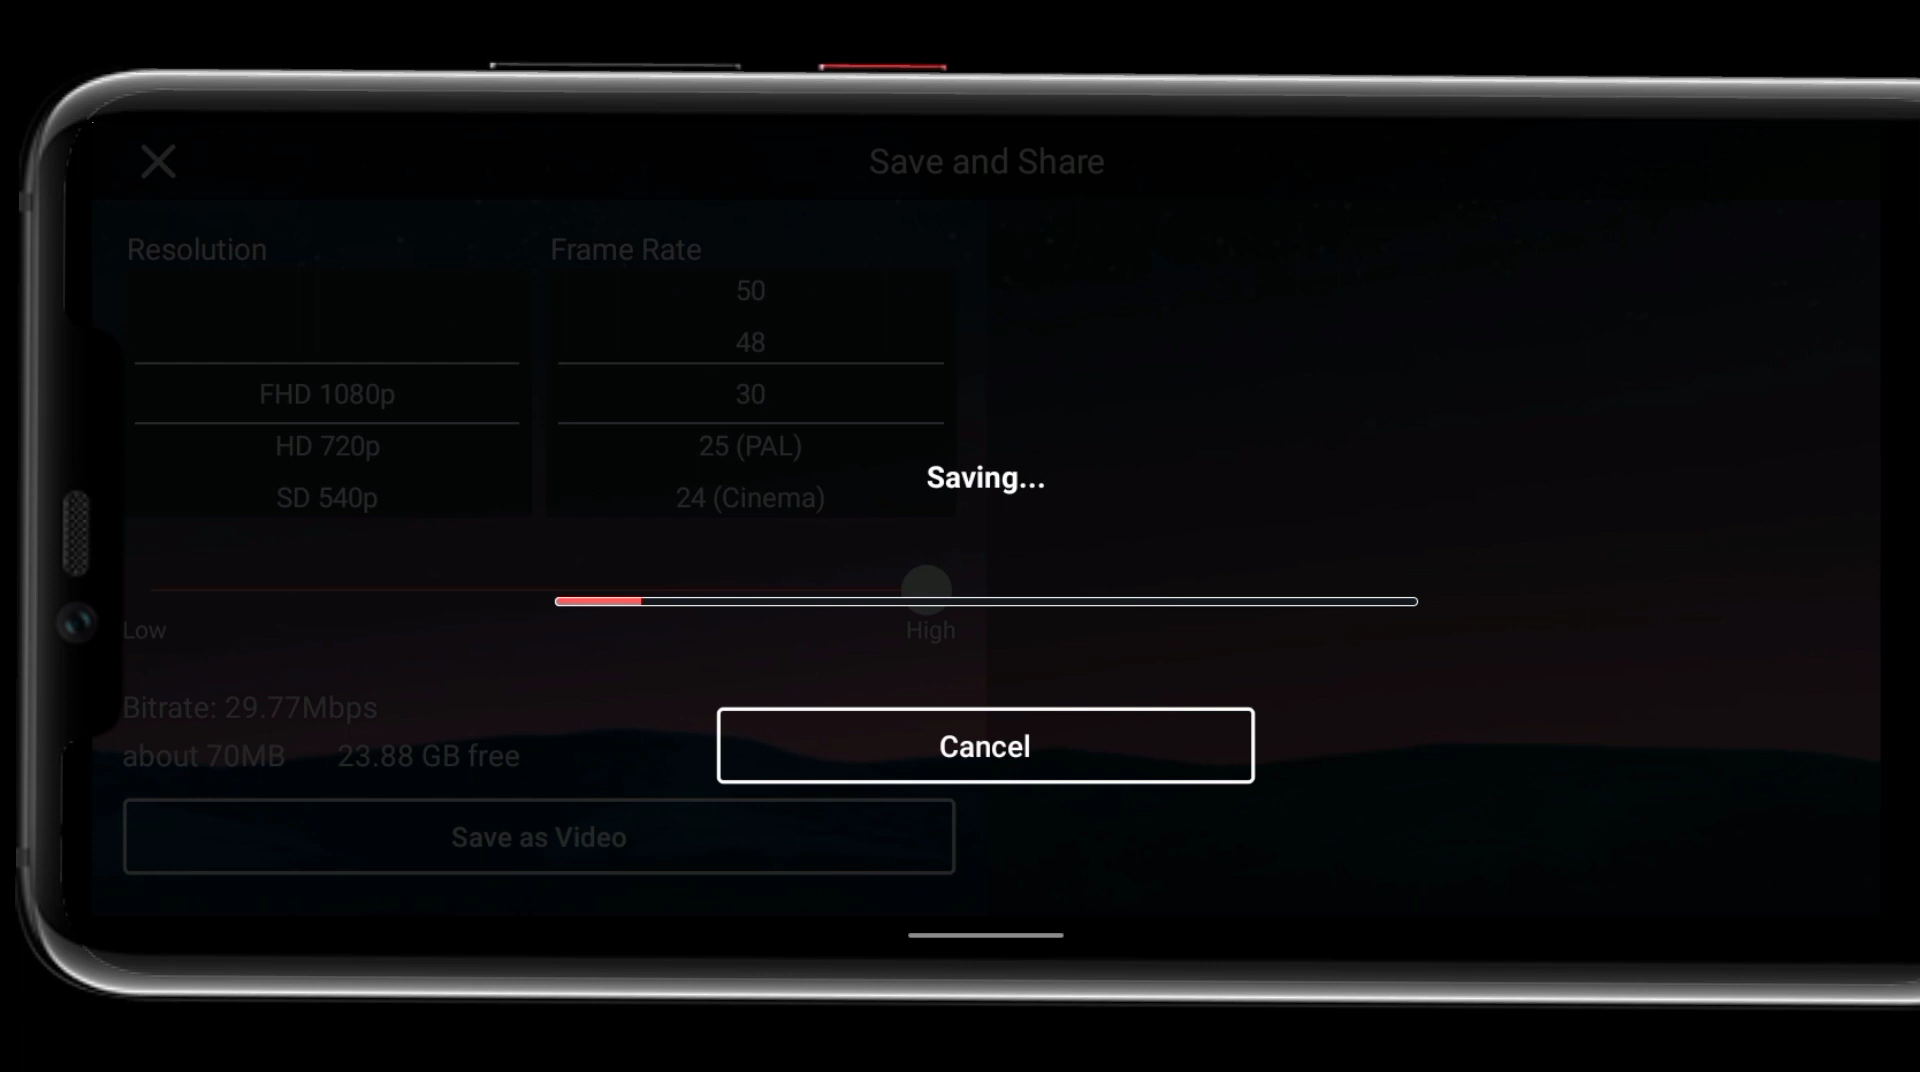 Save and Share
Resolution
Frame Rate
50
48
FHD 1080p
30
HD 720p
25 (PAL)
SD 540p
24 (Cinema)
Saving...
Low
High
Bitrate: 29.77Mbps
about 70MB 23.88 GB free
Cancel
Save as Video